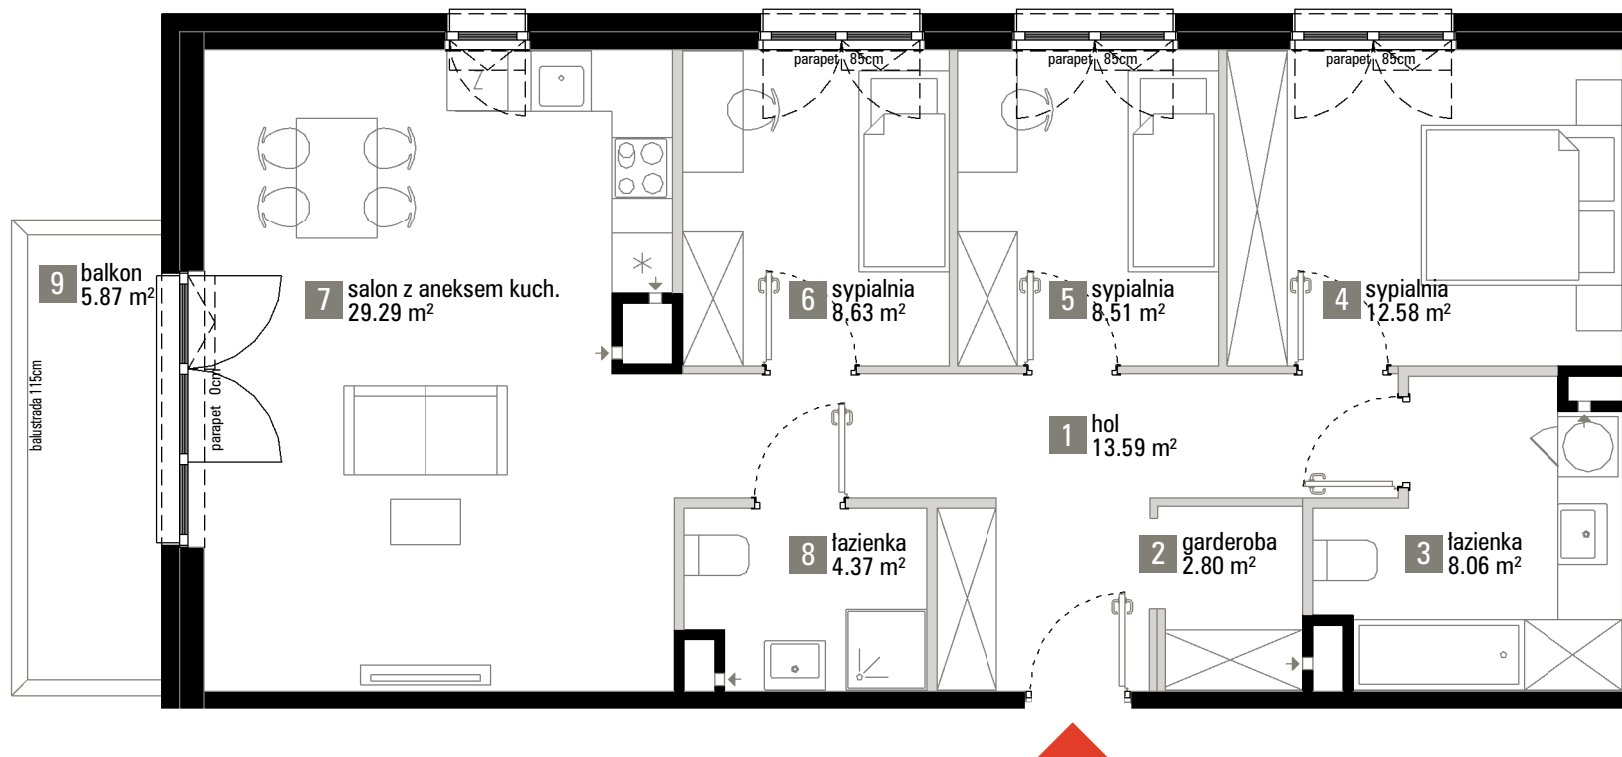 parapet 85cm
parapet 85cm
parapet 85cm
9 balkon
5.87 m²
7 salon z aneksem kuch.
29.29 m²
6 sypialnia
8.63 m²
5 sypialnia
8.51 m²
4 sypialnia
12.58 m²
balustrada 115cm
parapet 0cm
1 hol
13.59 m²
8 łazienka
4.37 m²
2 garderoba
2.80 m²
3 łazienka
8.06 m²